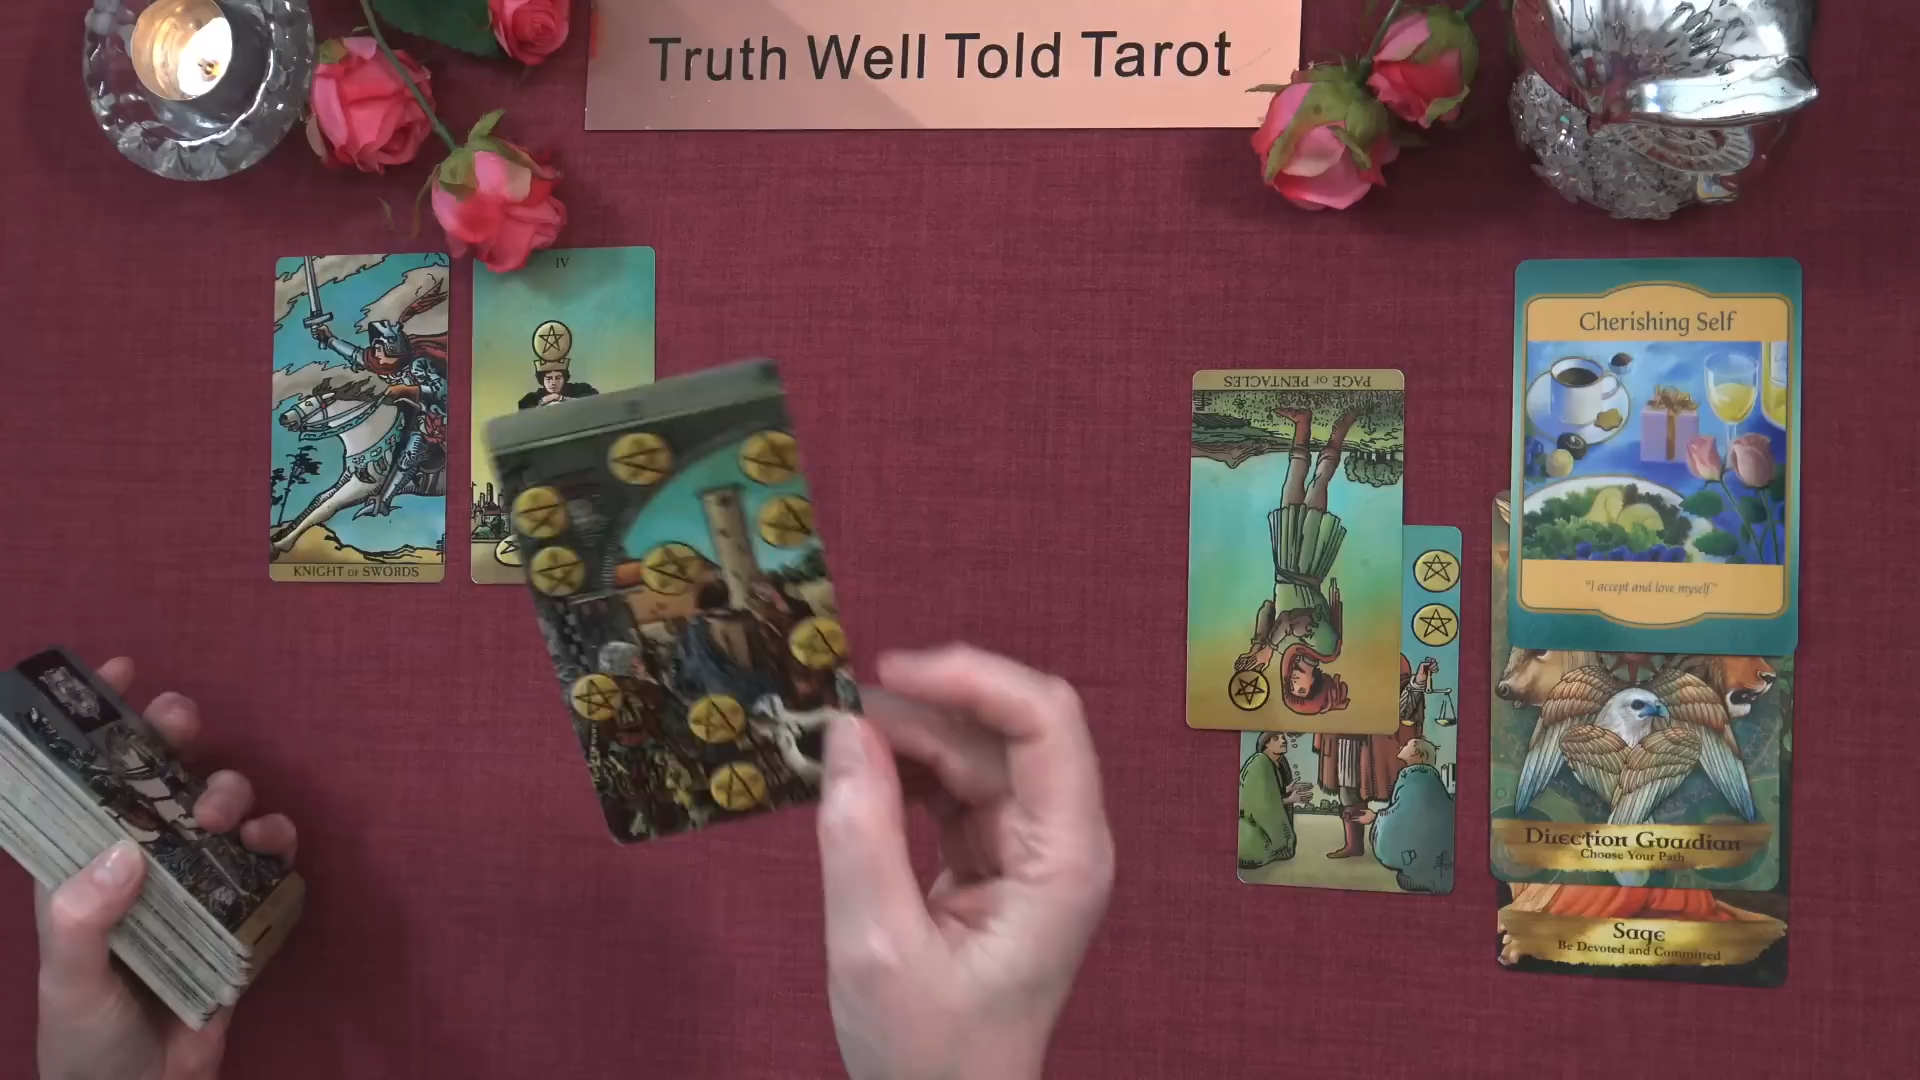 Truth Well Told Tarot
IV
KNIGHT OF SWORDS
PAGE OF PENTACLES
Cherishing Self
"I accept and love myself."
Direction Guardian
Choose Your Path
Sage
Be Devoted and Committed